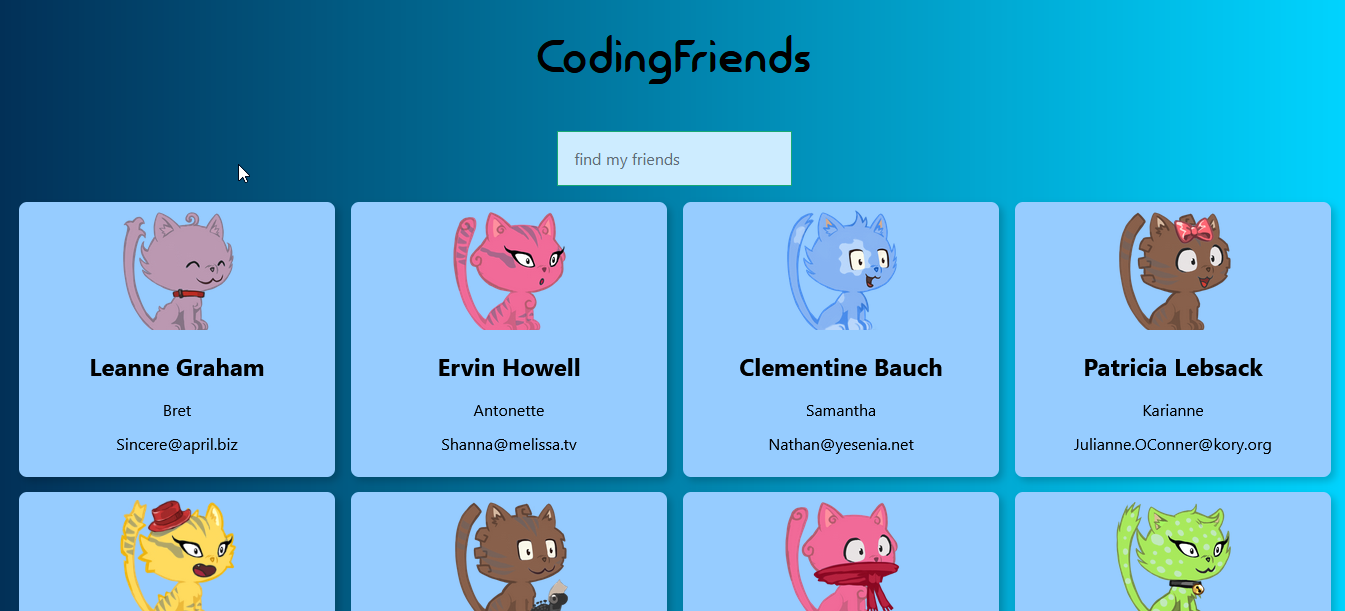 CodingFriends
find my friends
Leanne Graham
Bret
Sincere@april.biz
Ervin Howell
Antonette
Shanna@melissa.tv
Clementine Bauch
Samantha
Nathan@yesenia.net
Patricia Lebsack
Karianne
Julianne.OConner@kory.org